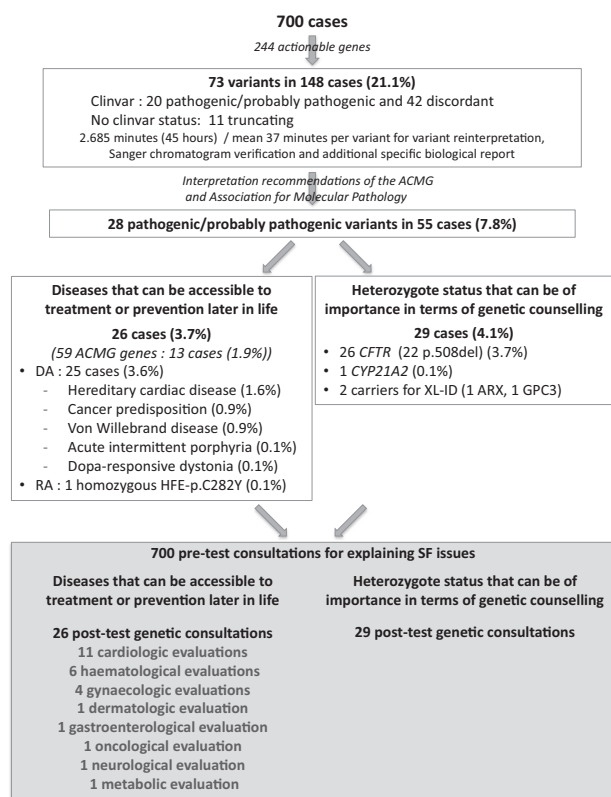 700 cases
244 actionable genes
73 variants in 148 cases (21.1%)
Clinvar : 20 pathogenic/probably pathogenic and 42 discordant
No clinvar status: 11 truncating
2.685 minutes (45 hours) / mean 37 minutes per variant for variant reinterpretation,
Sanger chromatogram verification and additional specific biological report
Interpretation recommendations of the ACMG
and Association for Molecular Pathology
28 pathogenic/probably pathogenic variants in 55 cases (7.8%)
Diseases that can be accessible to
treatment or prevention later in life
26 cases (3.7%)
(59 ACMG genes : 13 cases (1.9%))
• DA : 25 cases (3.6%)
- Hereditary cardiac disease (1.6%)
- Cancer predisposition (0.9%)
- Von Willebrand disease (0.9%)
- Acute intermittent porphyria (0.1%)
- Dopa-responsive dystonia (0.1%)
• RA : 1 homozygous HFE-p.C282Y (0.1%)
Heterozygote status that can be of
importance in terms of genetic counselling
29 cases (4.1%)
• 26 CFTR (22 p.508del) (3.7%)
• 1 CYP21A2 (0.1%)
• 2 carriers for XL-ID (1 ARX, 1 GPC3)
700 pre-test consultations for explaining SF issues
Diseases that can be accessible to
treatment or prevention later in life
26 post-test genetic consultations
11 cardiologic evaluations
6 haematological evaluations
4 gynaecologic evaluations
1 dermatologic evaluation
1 gastroenterological evaluation
1 oncological evaluation
1 neurological evaluation
1 metabolic evaluation
Heterozygote status that can be of
importance in terms of genetic counselling
29 post-test genetic consultations